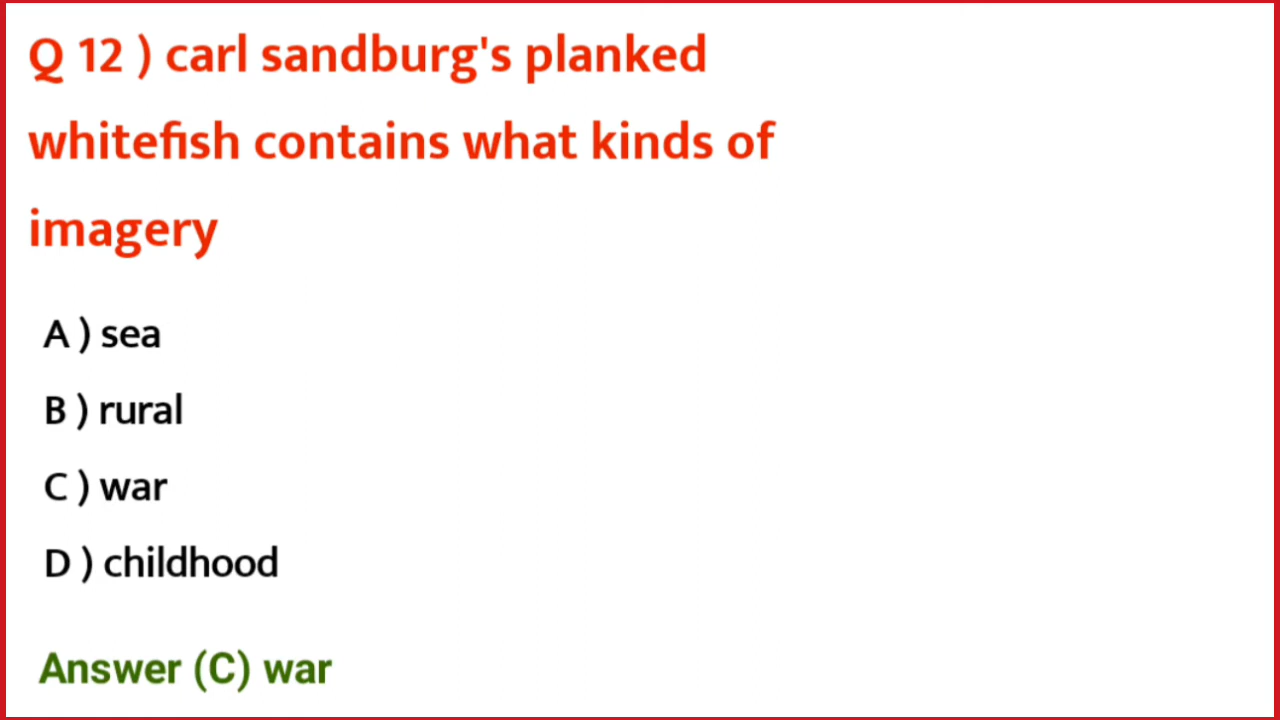 Q 12 ) carl sandburg's planked
whitefish contains what kinds of
imagery
A ) sea
B ) rural
C ) war
D ) childhood
Answer (C) war